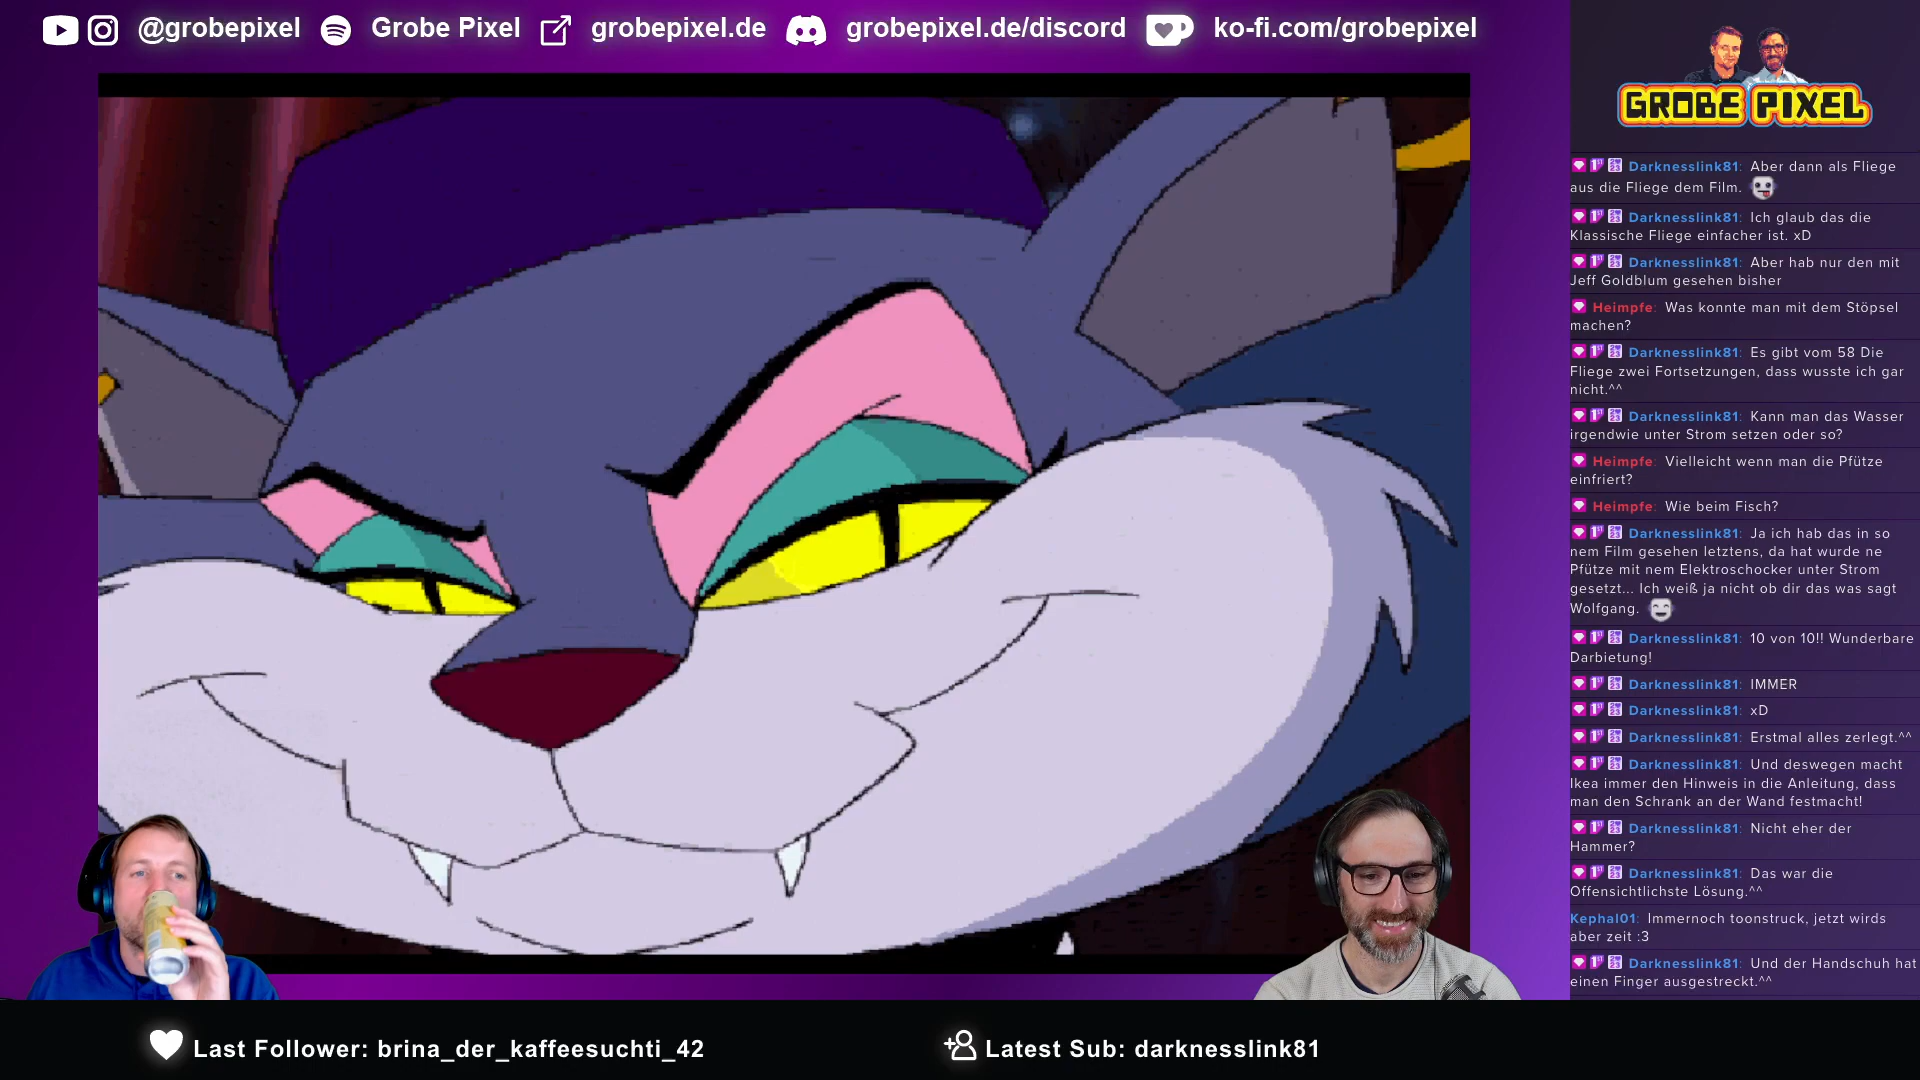 @grobepixel Grobe Pixel grobepixel.de grobepixel.de/discord ko-fi.com/grobepixel
GROBE PIXEL
Darknesslink81: Aber dann als Fliege
aus die Fliege dem Film.
Darknesslink81: Ich glaub das die
Klassische Fliege einfacher ist. xD
Darknesslink81: Aber hab nur den mit
Jeff Goldblum gesehen bisher
Heimpfe: Was konnte man mit dem Stöpsel
machen?
Darknesslink81: Es gibt vom 58 Die
Fliege zwei Fortsetzungen, dass wusste ich gar
nicht.^^
Darknesslink81: Kann man das Wasser
irgendwie unter Strom setzen oder so?
Heimpfe: Vielleicht wenn man die Pfütze
einfriert?
Heimpfe: Wie beim Fisch?
Darknesslink81: Ja ich hab das in so
nem Film gesehen letztens, da hat wurde ne
Pfütze mit nem Elektroschocker unter Strom
gesetzt... Ich weiß ja nicht ob dir das was sagt
Wolfgang.
Darknesslink81: 10 von 10!! Wunderbare
Darbietung!
Darknesslink81: IMMER
Darknesslink81: xD
Darknesslink81: Erstmal alles zerlegt.^^
Darknesslink81: Und deswegen macht
Ikea immer den Hinweis in die Anleitung, dass
man den Schrank an der Wand festmacht!
Darknesslink81: Nicht eher der
Hammer?
Darknesslink81: Das war die
Offensichtlichste Lösung.^^
Kephal01: Immernoch toonstruck, jetzt wirds
aber zeit :3
Darknesslink81: Und der Handschuh hat
einen Finger ausgestreckt.^^
Last Follower: brina_der_kaffeesuchti_42
Latest Sub: darknesslink81